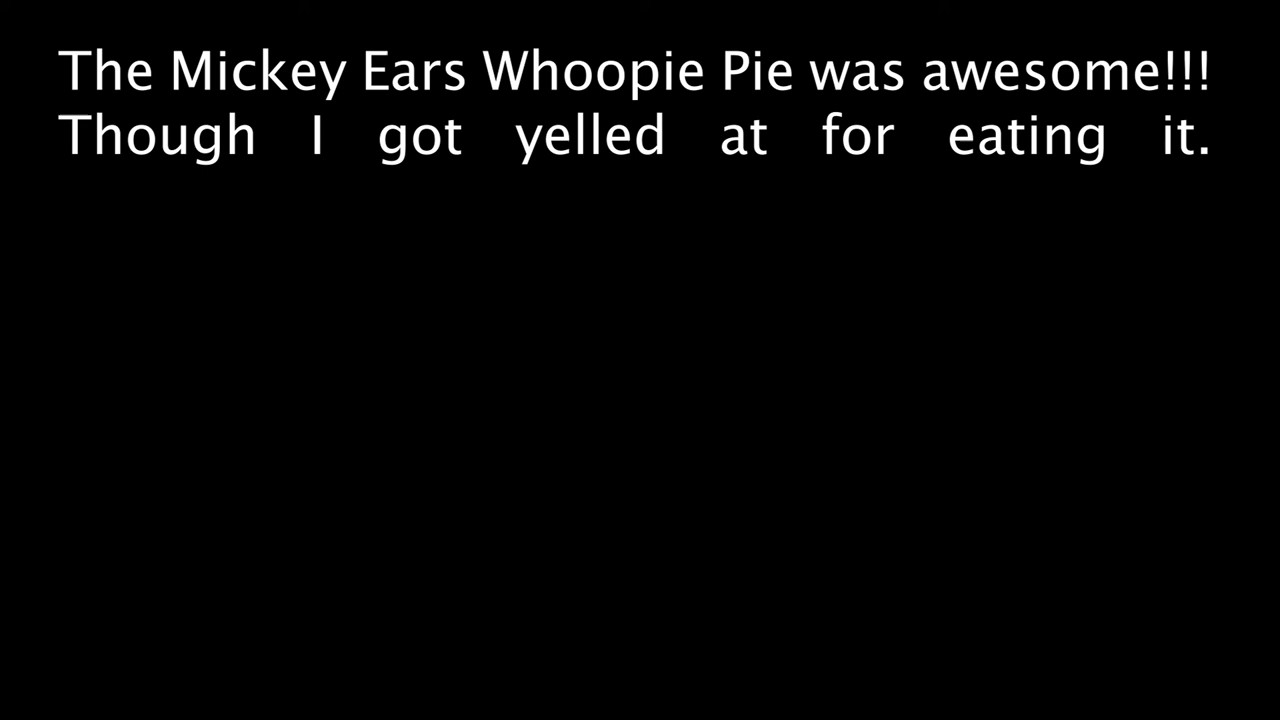 The Mickey Ears Whoopie Pie was awesome!!!
Though I got yelled at for eating it.